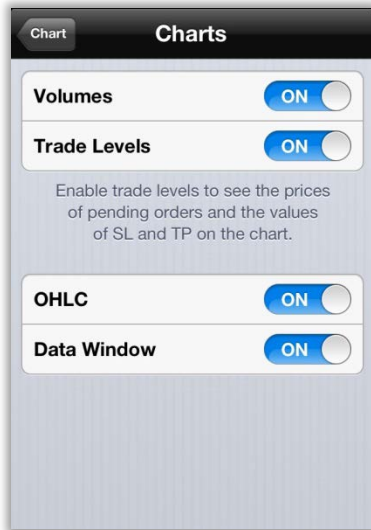 Chart
Charts
Volumes ON
Trade Levels ON
Enable trade levels to see the prices
of pending orders and the values
of SL and TP on the chart.
OHLC ON
Data Window ON